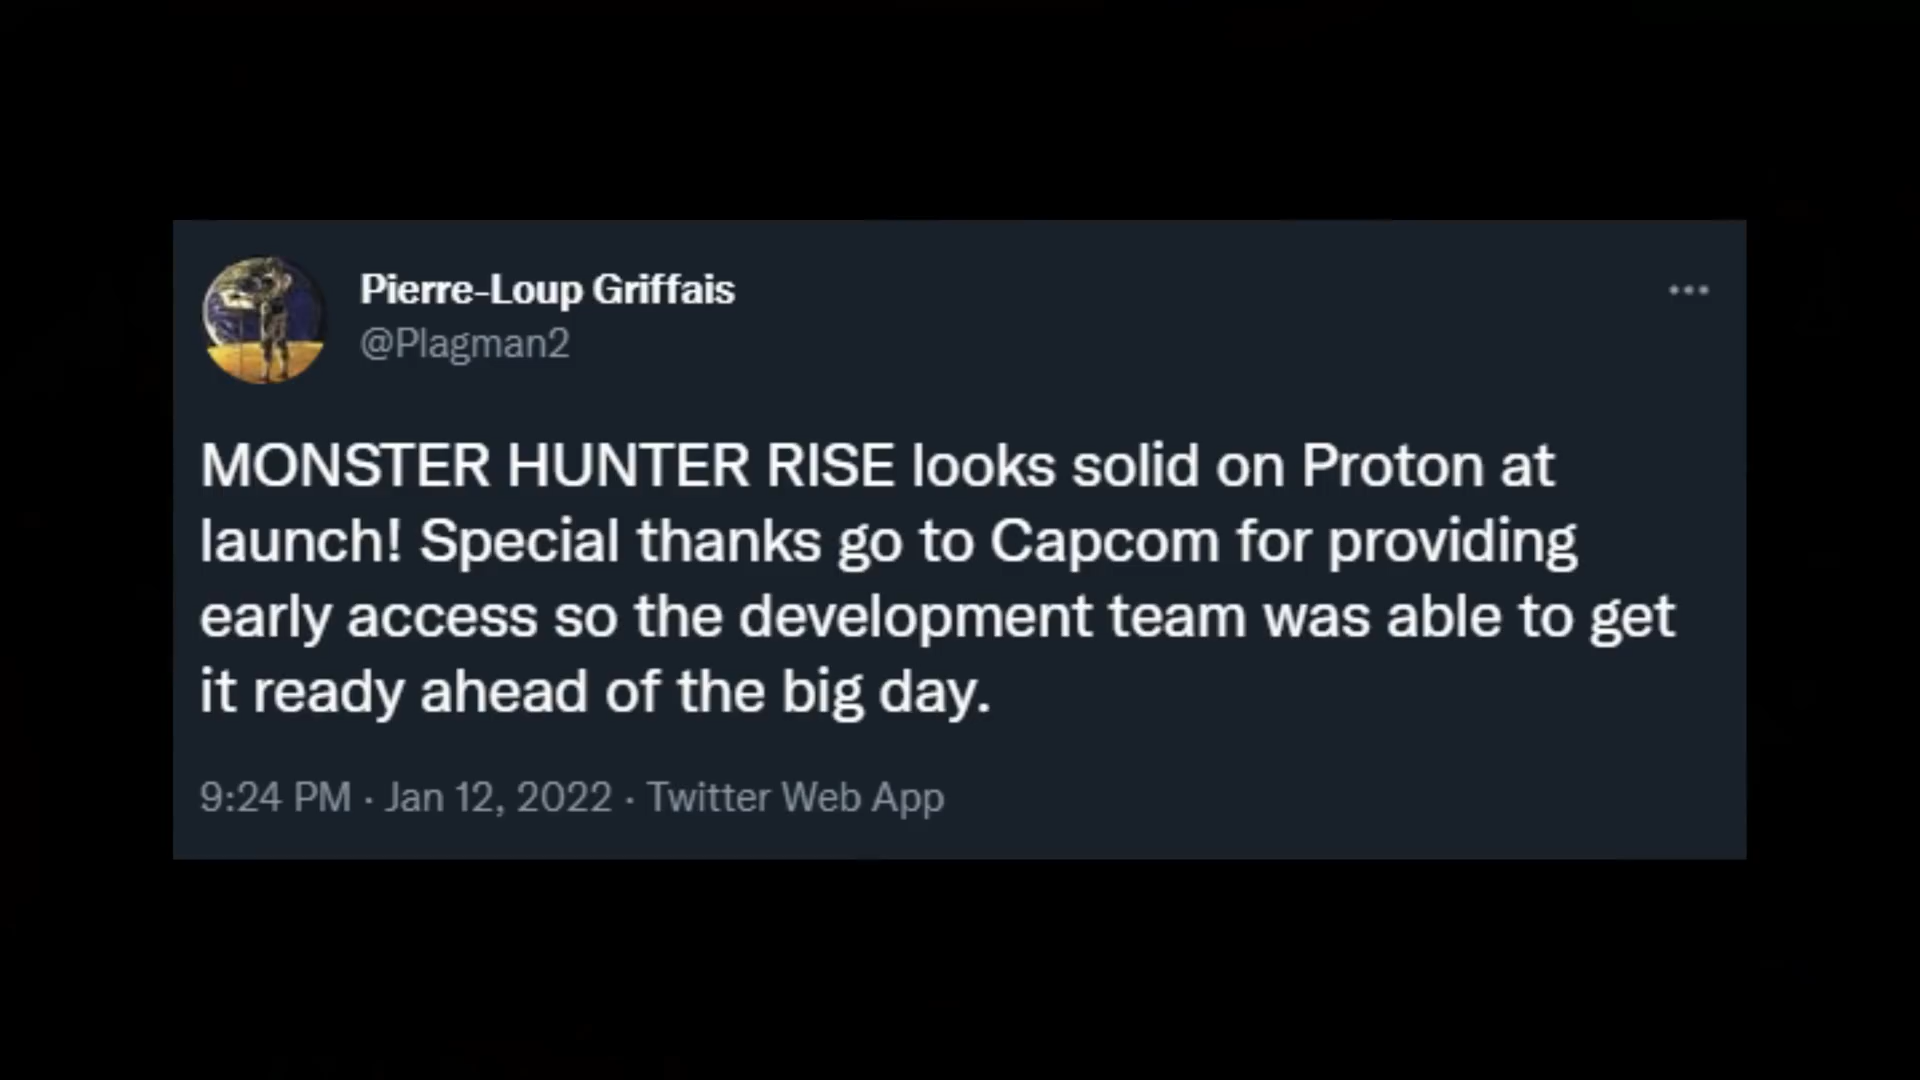 Pierre-Loup Griffais
@Plagman2
MONSTER HUNTER RISE looks solid on Proton at
launch! Special thanks go to Capcom for providing
early access so the development team was able to get
it ready ahead of the big day.
9:24 PM · Jan 12, 2022 · Twitter Web App